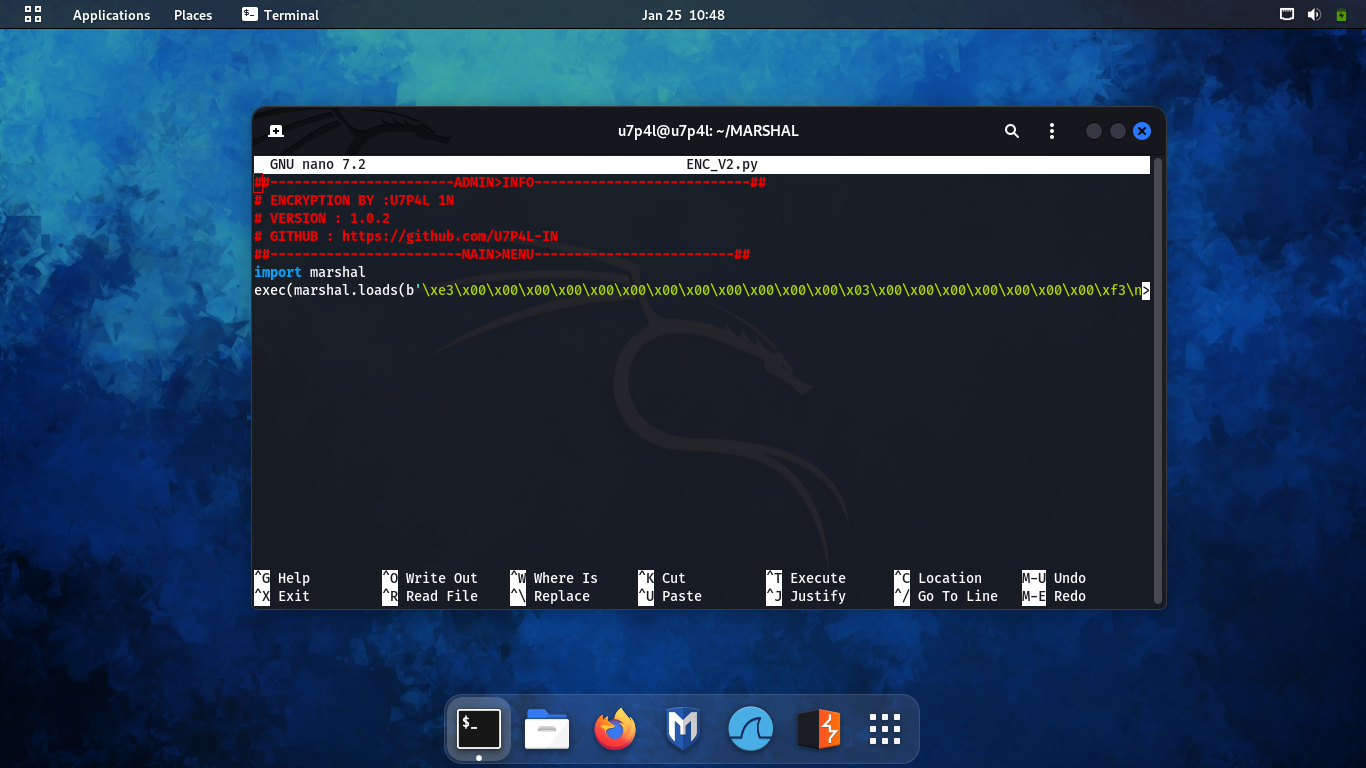 Applications Places Terminal Jan 25 10:48
u7p4l@u7p4l: ~/MARSHAL
GNU nano 7.2 ENC_V2.py
##-----------------------ADMIN>INFO---------------------------##
# ENCRYPTION BY :U7P4L 1N
# VERSION : 1.0.2
# GITHUB : https://github.com/U7P4L-IN
##------------------------MAIN>MENU-------------------------##
import marshal
exec(marshal.loads(b'\xe3\x00\x00\x00\x00\x00\x00\x00\x00\x00\x00\x00\x00\x03\x00\x00\x00\x00\x00\x00\x00\xf3\n>
^G Help ^O Write Out ^W Where Is ^K Cut ^T Execute ^C Location M-U Undo
^X Exit ^R Read File ^\ Replace ^U Paste ^J Justify ^/ Go To Line M-E Redo
$_